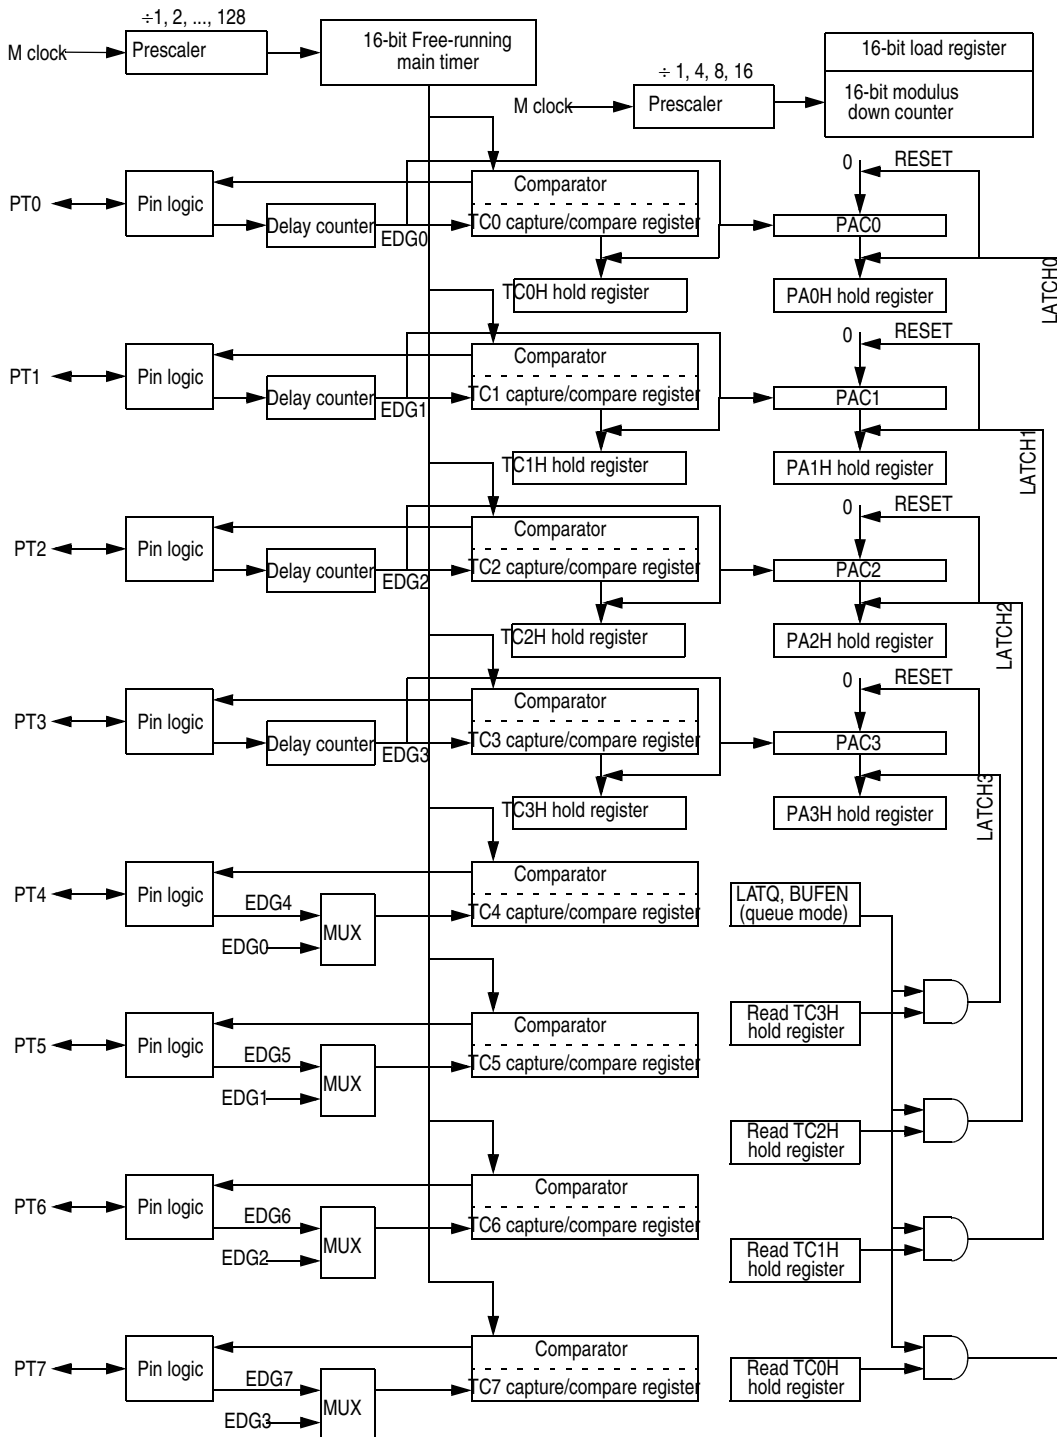 ÷1, 2, ..., 128
M clock
Prescaler
16-bit Free-running
main timer
16-bit load register
÷ 1, 4, 8, 16
M clock
Prescaler
16-bit modulus
down counter
0
RESET
PT0
Pin logic
Comparator
Delay counter
EDG0
TC0 capture/compare register
PAC0
LATCH0
TC0H hold register
PA0H hold register
0
RESET
PT1
Pin logic
Comparator
Delay counter
EDG1
TC1 capture/compare register
PAC1
LATCH1
TC1H hold register
PA1H hold register
0
RESET
PT2
Pin logic
Comparator
Delay counter
EDG2
TC2 capture/compare register
PAC2
LATCH2
TC2H hold register
PA2H hold register
0
RESET
PT3
Pin logic
Comparator
Delay counter
EDG3
TC3 capture/compare register
PAC3
LATCH3
TC3H hold register
PA3H hold register
PT4
Pin logic
Comparator
EDG4
MUX
EDG0
TC4 capture/compare register
LATQ, BUFEN
(queue mode)
PT5
Pin logic
Comparator
EDG5
MUX
EDG1
TC5 capture/compare register
Read TC3H
hold register
Read TC2H
hold register
PT6
Pin logic
Comparator
EDG6
MUX
EDG2
TC6 capture/compare register
Read TC1H
hold register
PT7
Pin logic
Comparator
EDG7
MUX
EDG3
TC7 capture/compare register
Read TC0H
hold register